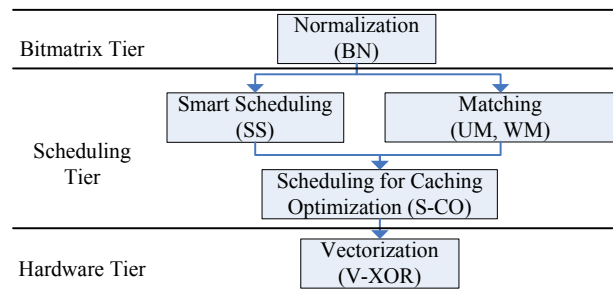 Normalization
(BN)
Bitmatrix Tier
Smart Scheduling
(SS)
Matching
(UM, WM)
Scheduling
Tier
Scheduling for Caching
Optimization (S-CO)
Vectorization
(V-XOR)
Hardware Tier